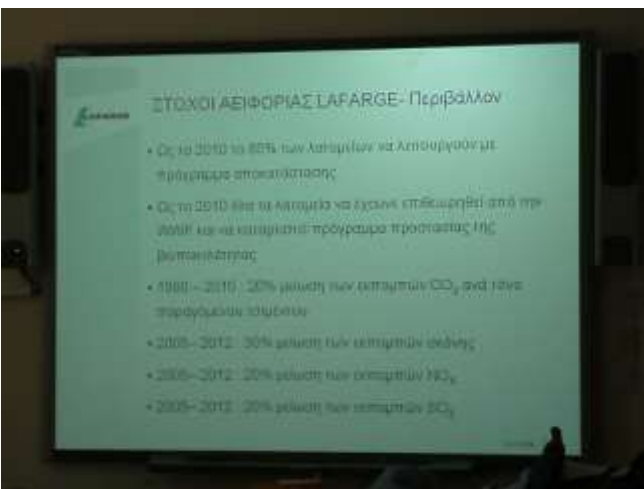 LAFARGE
ΣΤΟΧΟΙ ΑΕΙΦΟΡΙΑΣ LAFARGE- Περιβάλλον
• Ως το 2010 το 80% των λατομείων να λειτουργούν με
πρόγραμμα αποκατάστασης
• Ως το 2010 όλα τα λατομεία να έχουν επιθεωρηθεί από την
WWF και να καταρτιστεί πρόγραμμα προστασίας της
βιοποικιλότητας
• 1990 – 2010 : 20% μείωση των εκπομπών CO2 ανά τόνο
παραγόμενου τσιμέντου
• 2005– 2012 : 30% μείωση των εκπομπών σκόνης
• 2005– 2012 : 20% μείωση των εκπομπών NOx
• 2005– 2012 : 20% μείωση των εκπομπών SO2